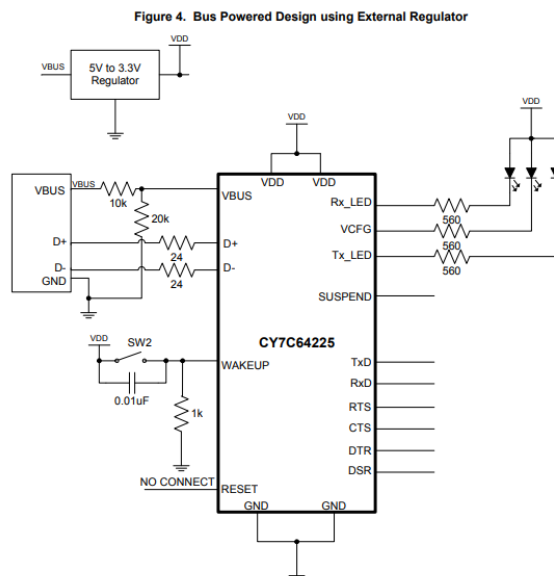 Figure 4.  Bus Powered Design using External Regulator
VDD
VBUS
5V to 3.3V
Regulator
VDD
VDD
VDD VDD
VBUS
VBUS
10k
VBUS
20k
Rx_LED
560
VCFG
560
D+
24
D+
Tx_LED
560
D-
24
D-
GND
SUSPEND
CY7C64225
VDD
SW2
WAKEUP
0.01uF
1k
TxD
RxD
RTS
CTS
DTR
DSR
NO CONNECT
RESET
GND GND